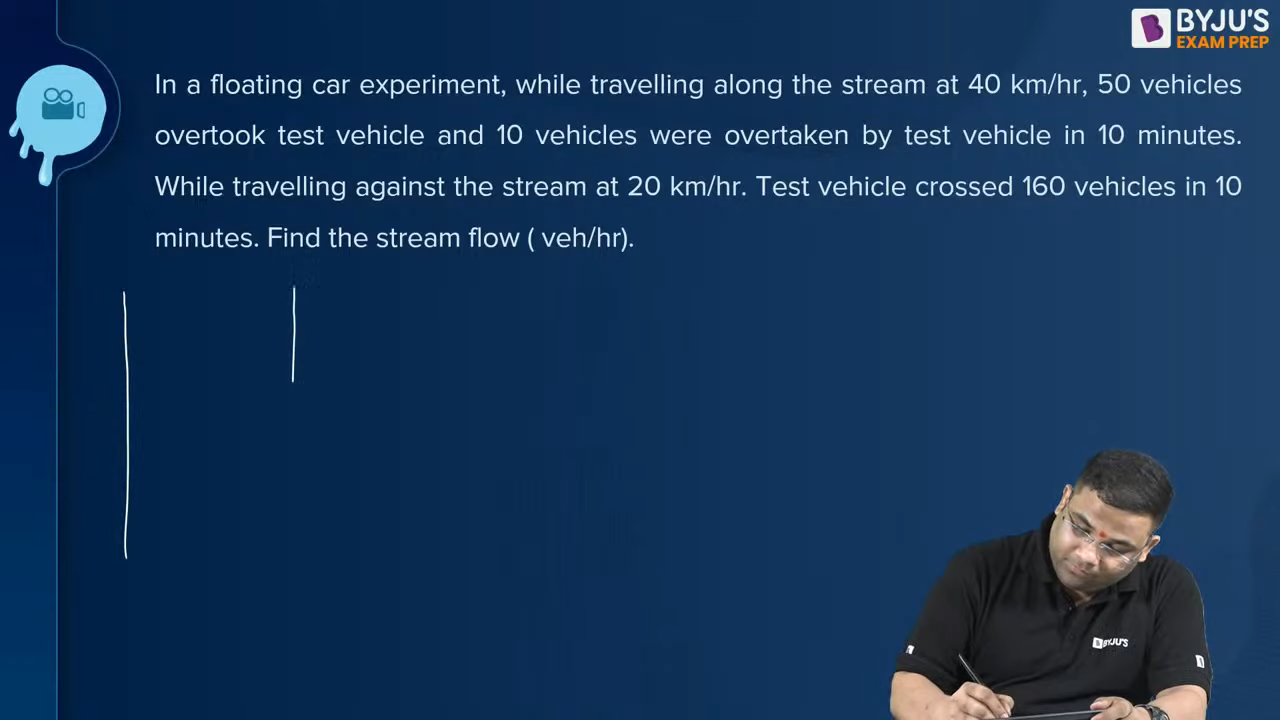 BYJU'S
EXAM PREP
In a floating car experiment, while travelling along the stream at 40 km/hr, 50 vehicles
overtook test vehicle and 10 vehicles were overtaken by test vehicle in 10 minutes.
While travelling against the stream at 20 km/hr. Test vehicle crossed 160 vehicles in 10
minutes. Find the stream flow ( veh/hr).
BYJU'S